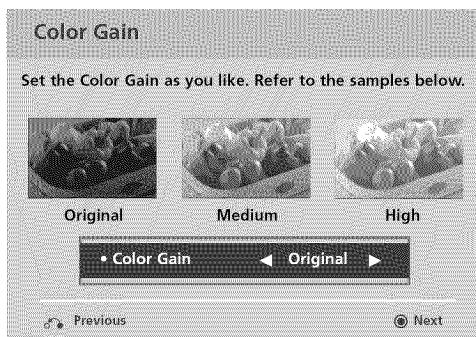 Color Gain
Set the Color Gain as you like. Refer to the samples below.
Original Medium High
• Color Gain ◀ Original ▶
Previous Next